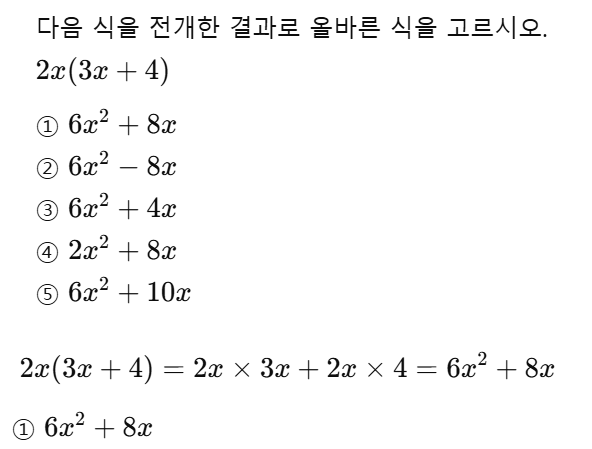 다음 식을 전개한 결과로 올바른 식을 고르시오.
2x(3x + 4)
① 6x² + 8x
② 6x² − 8x
③ 6x² + 4x
④ 2x² + 8x
⑤ 6x² + 10x
2x(3x + 4) = 2x × 3x + 2x × 4 = 6x² + 8x
① 6x² + 8x